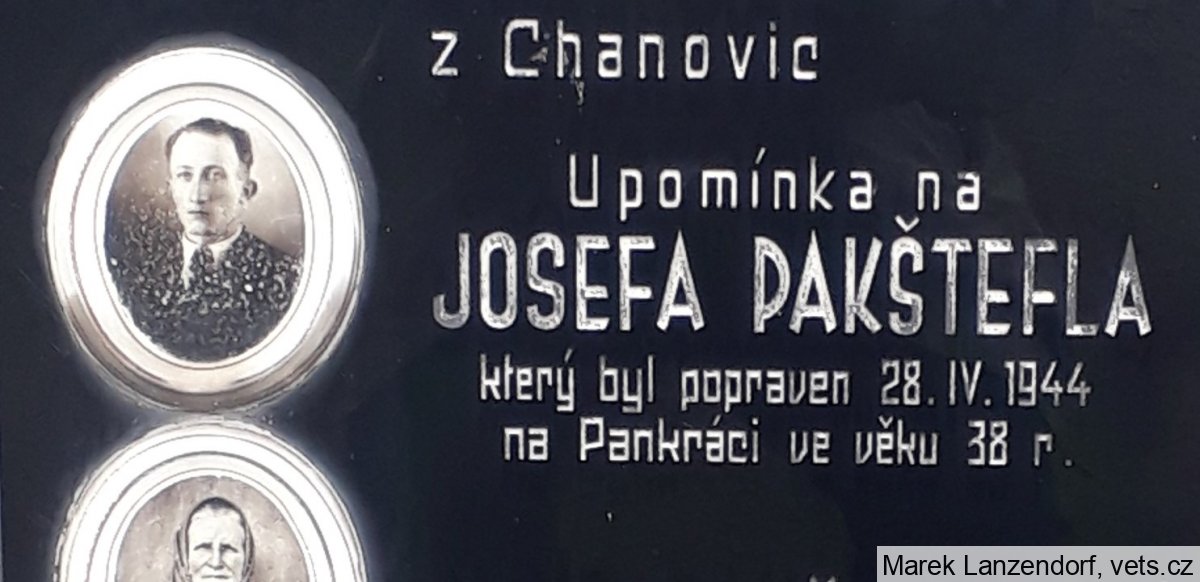 z Chanovic
Upomínka na
JOSEFA PAKŠTEFLA
který byl popraven 28. IV. 1944
na Pankráci ve věku 38 r.
Marek Lanzendorf, vets.cz